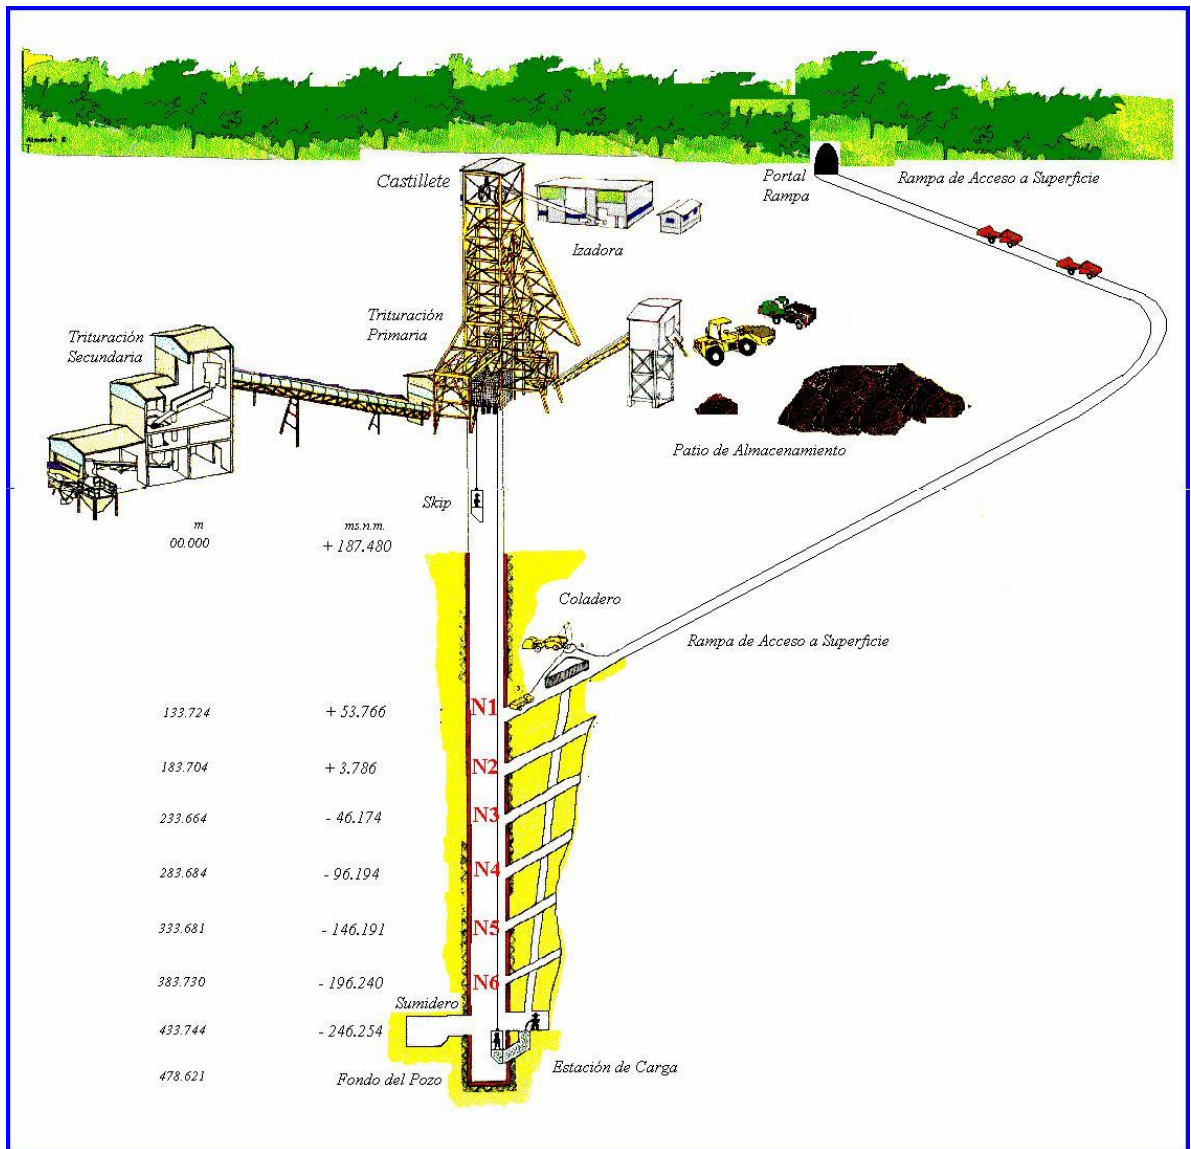 Almacén E
Castillete
Portal
Rampa
Rampa de Acceso a Superficie
Izadora
Trituración
Primaria
Trituración
Secundaria
Patio de Almacenamiento
Skip
m
ms.n.m.
00.000
+ 187.480
Coladero
Rampa de Acceso a Superficie
N1
133.724
+ 53.766
N2
183.704
+ 3.786
N3
233.664
- 46.174
N4
283.684
- 96.194
N5
333.681
- 146.191
N6
383.730
- 196.240
Sumidero
433.744
- 246.254
Estación de Carga
478.621
Fondo del Pozo